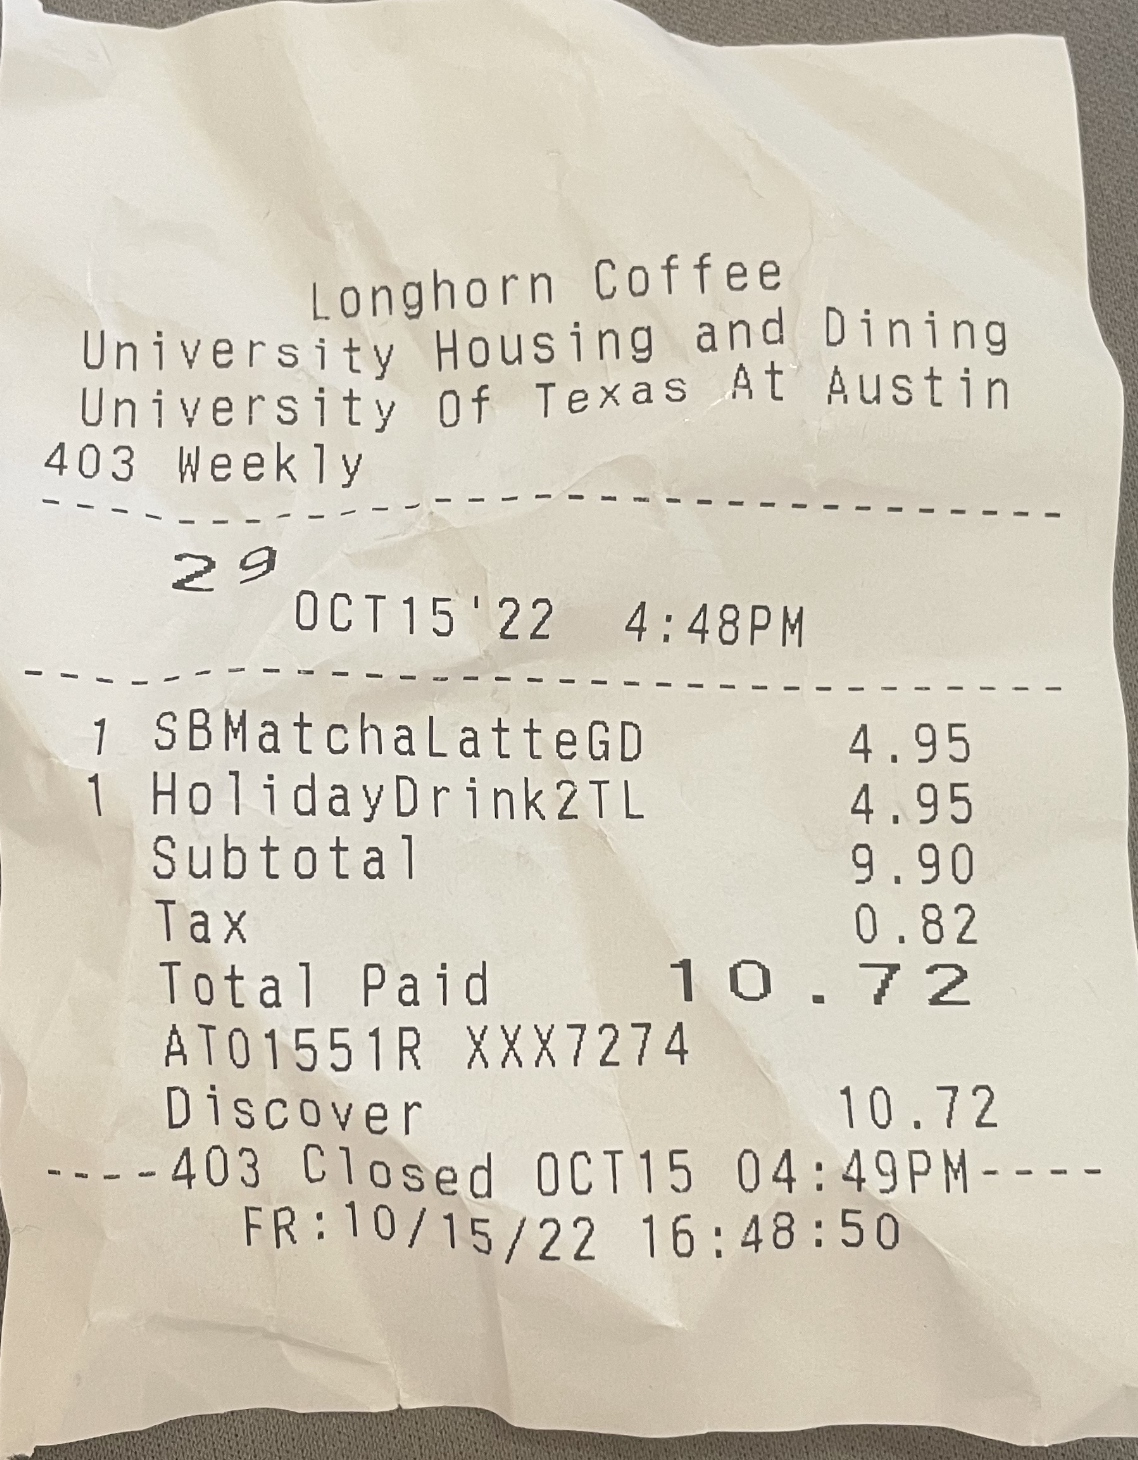 Longhorn Coffee
University Housing and Dining
University Of Texas At Austin
403 Weekly
--------------------------------
29
OCT15'22 4:48PM
--------------------------------
1 SBMatchaLatteGD 4.95
1 HolidayDrink2TL 4.95
Subtotal 9.90
Tax 0.82
Total Paid 10.72
AT01551R XXX7274
Discover 10.72
----403 Closed OCT15 04:49PM----
FR:10/15/22 16:48:50